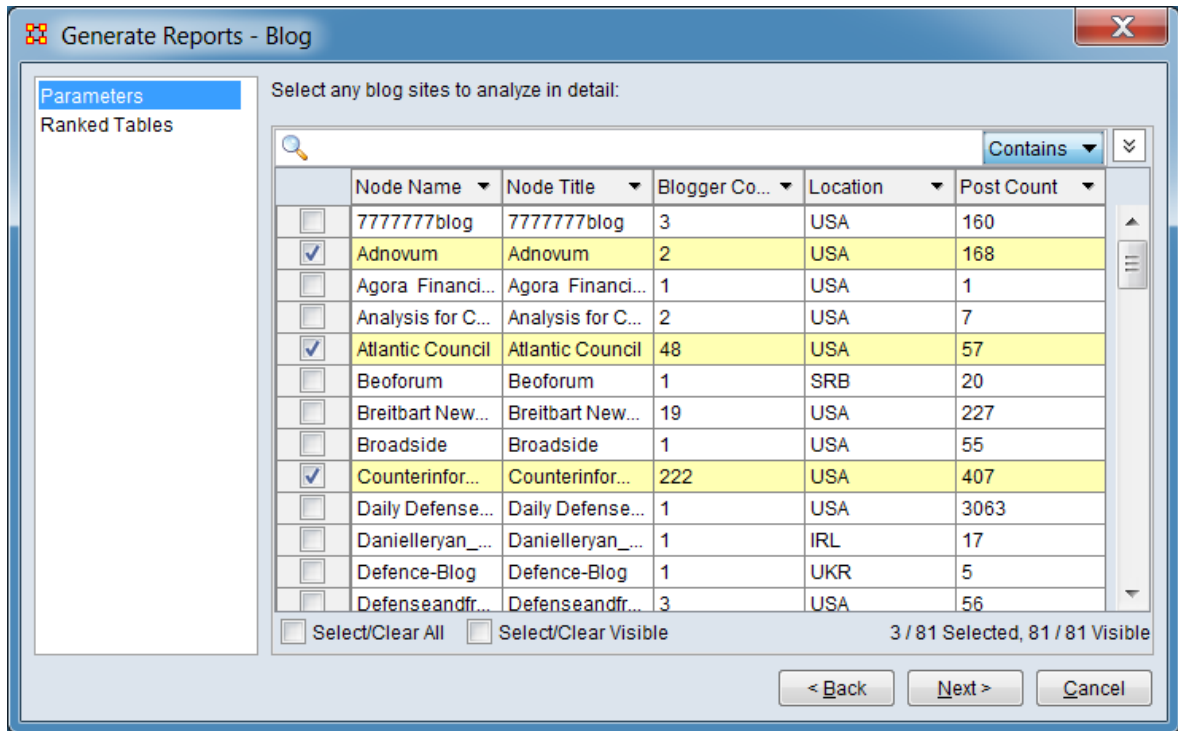 Generate Reports - Blog
Parameters
Ranked Tables
Select any blog sites to analyze in detail:
Contains
Node Name Node Title Blogger Co... Location Post Count
7777777blog 7777777blog 3 USA 160
Adnovum Adnovum 2 USA 168
Agora Financi... Agora Financi... 1 USA 1
Analysis for C... Analysis for C... 2 USA 7
Atlantic Council Atlantic Council 48 USA 57
Beoforum Beoforum 1 SRB 20
Breitbart New... Breitbart New... 19 USA 227
Broadside Broadside 1 USA 55
Counterinfor... Counterinfor... 222 USA 407
Daily Defense... Daily Defense... 1 USA 3063
Danielleryan_... Danielleryan_... 1 IRL 17
Defence-Blog Defence-Blog 1 UKR 5
Defenseandfr... Defenseandfr... 3 USA 56
Select/Clear All Select/Clear Visible 3 / 81 Selected, 81 / 81 Visible
< Back Next > Cancel